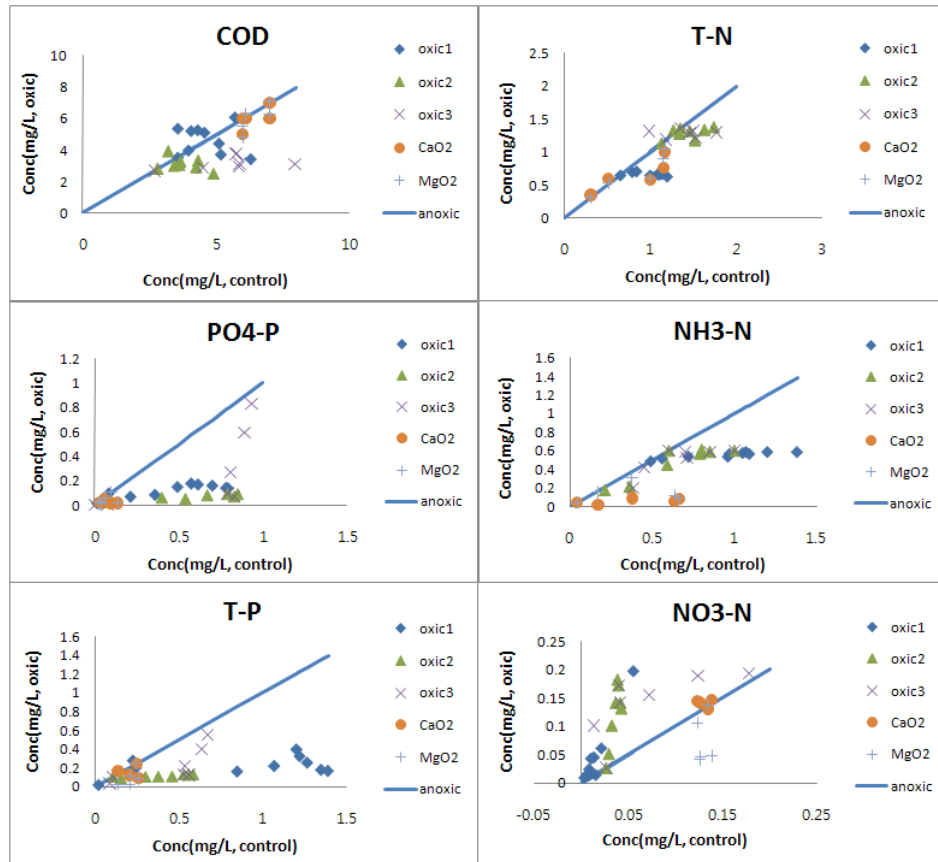 COD
Conc(mg/L, oxic)
10
8
6
4
2
0
0
5
10
Conc(mg/L, control)
oxic1
oxic2
oxic3
CaO2
MgO2
anoxic
T-N
Conc(mg/L, oxic)
2.5
2
1.5
1
0.5
0
0
1
2
3
Conc(mg/L, control)
oxic1
oxic2
oxic3
CaO2
MgO2
anoxic
PO4-P
Conc(mg/L, oxic)
1.2
1
0.8
0.6
0.4
0.2
0
0
0.5
1
1.5
Conc(mg/L, control)
oxic1
oxic2
oxic3
CaO2
MgO2
anoxic
NH3-N
Conc(mg/L, oxic)
1.6
1.4
1.2
1
0.8
0.6
0.4
0.2
0
0
0.5
1
1.5
Conc(mg/L, control)
oxic1
oxic2
oxic3
CaO2
MgO2
anoxic
T-P
Conc(mg/L, oxic)
1.6
1.4
1.2
1
0.8
0.6
0.4
0.2
0
0
0.5
1
1.5
Conc(mg/L, control)
oxic1
oxic2
oxic3
CaO2
MgO2
anoxic
NO3-N
Conc(mg/L, oxic)
0.25
0.2
0.15
0.1
0.05
0
-0.05
0.05
0.15
0.25
Conc(mg/L, control)
oxic1
oxic2
oxic3
CaO2
MgO2
anoxic